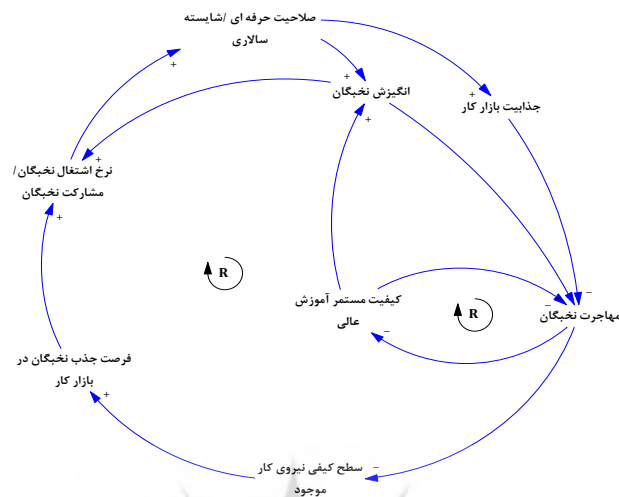 صلاحیت حرفه ای /شایسته
سالاری
+
+
انگیزش نخبگان
+
جذابیت بازار کار
+
+
نرخ اشتغال نخبگان/
مشارکت نخبگان
+
R
کیفیت مستمر آموزش
عالی
–
R
–
–
مهاجرت نخبگان
فرصت جذب نخبگان در
بازار کار
+
سطح کیفی نیروی کار
موجود
–